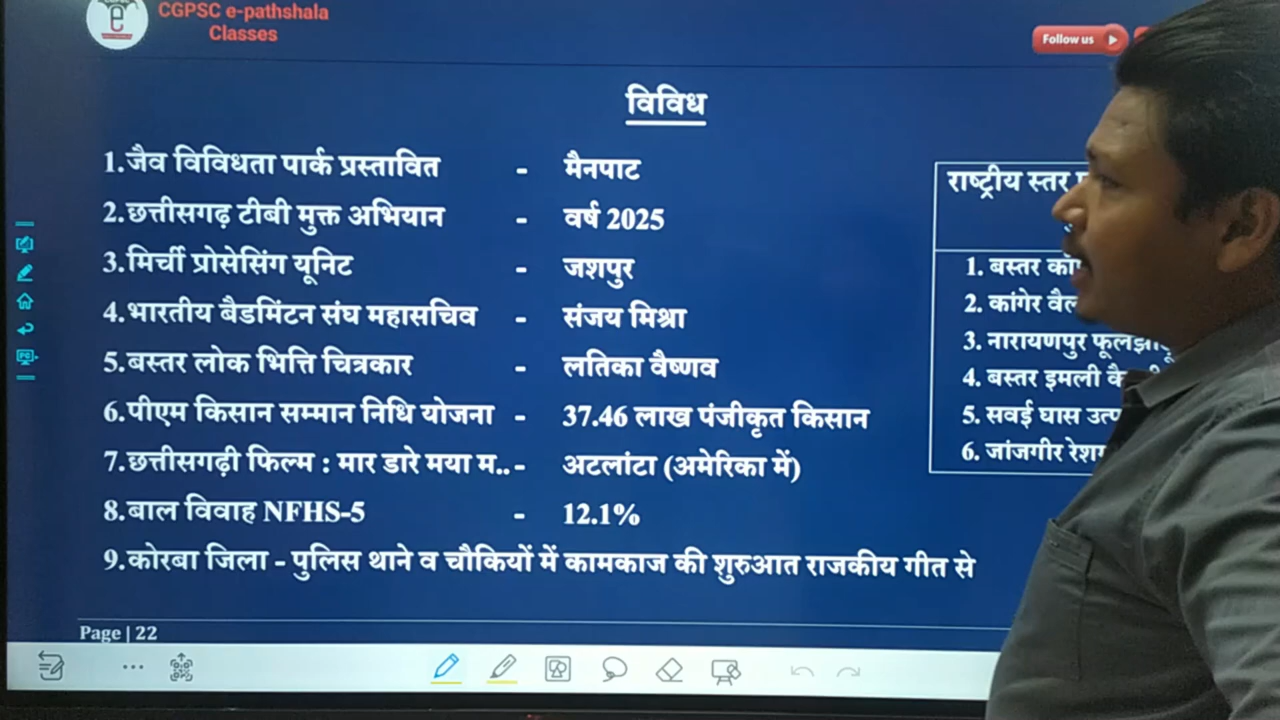 CGPSC e-pathshala
Classes
Follow us
विविध
1.जैव विविधता पार्क प्रस्तावित - मैनपाट
2.छत्तीसगढ़ टीबी मुक्त अभियान - वर्ष 2025
3.मिर्ची प्रोसेसिंग यूनिट - जशपुर
4.भारतीय बैडमिंटन संघ महासचिव - संजय मिश्रा
5.बस्तर लोक भित्ति चित्रकार - लतिका वैष्णव
6.पीएम किसान सम्मान निधि योजना - 37.46 लाख पंजीकृत किसान
7.छत्तीसगढ़ी फिल्म : मार डारे मया म..- अटलांटा (अमेरिका में)
8.बाल विवाह NFHS-5 - 12.1%
9.कोरबा जिला - पुलिस थाने व चौकियों में कामकाज की शुरुआत राजकीय गीत से
राष्ट्रीय स्तर
1. बस्तर
2. कांगेर
3. नारायणपुर
4. बस्तर इमली
5. सवई घास
6. जांजगीर
Page | 22